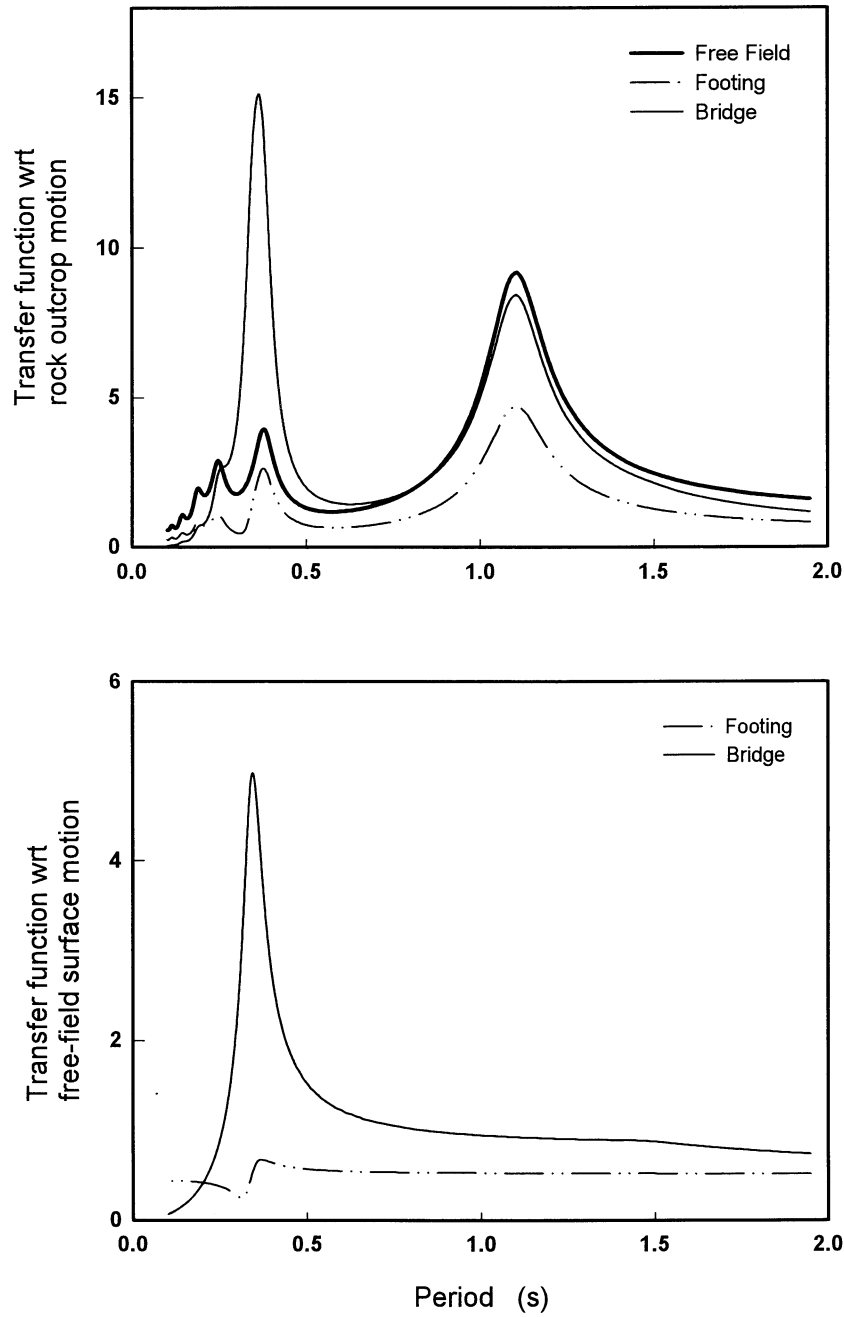 Transfer function wrt
rock outcrop motion
15
10
5
0
Free Field
Footing
Bridge
0.0 0.5 1.0 1.5 2.0
Transfer function wrt
free-field surface motion
6
4
2
0
Footing
Bridge
0.0 0.5 1.0 1.5 2.0
Period (s)